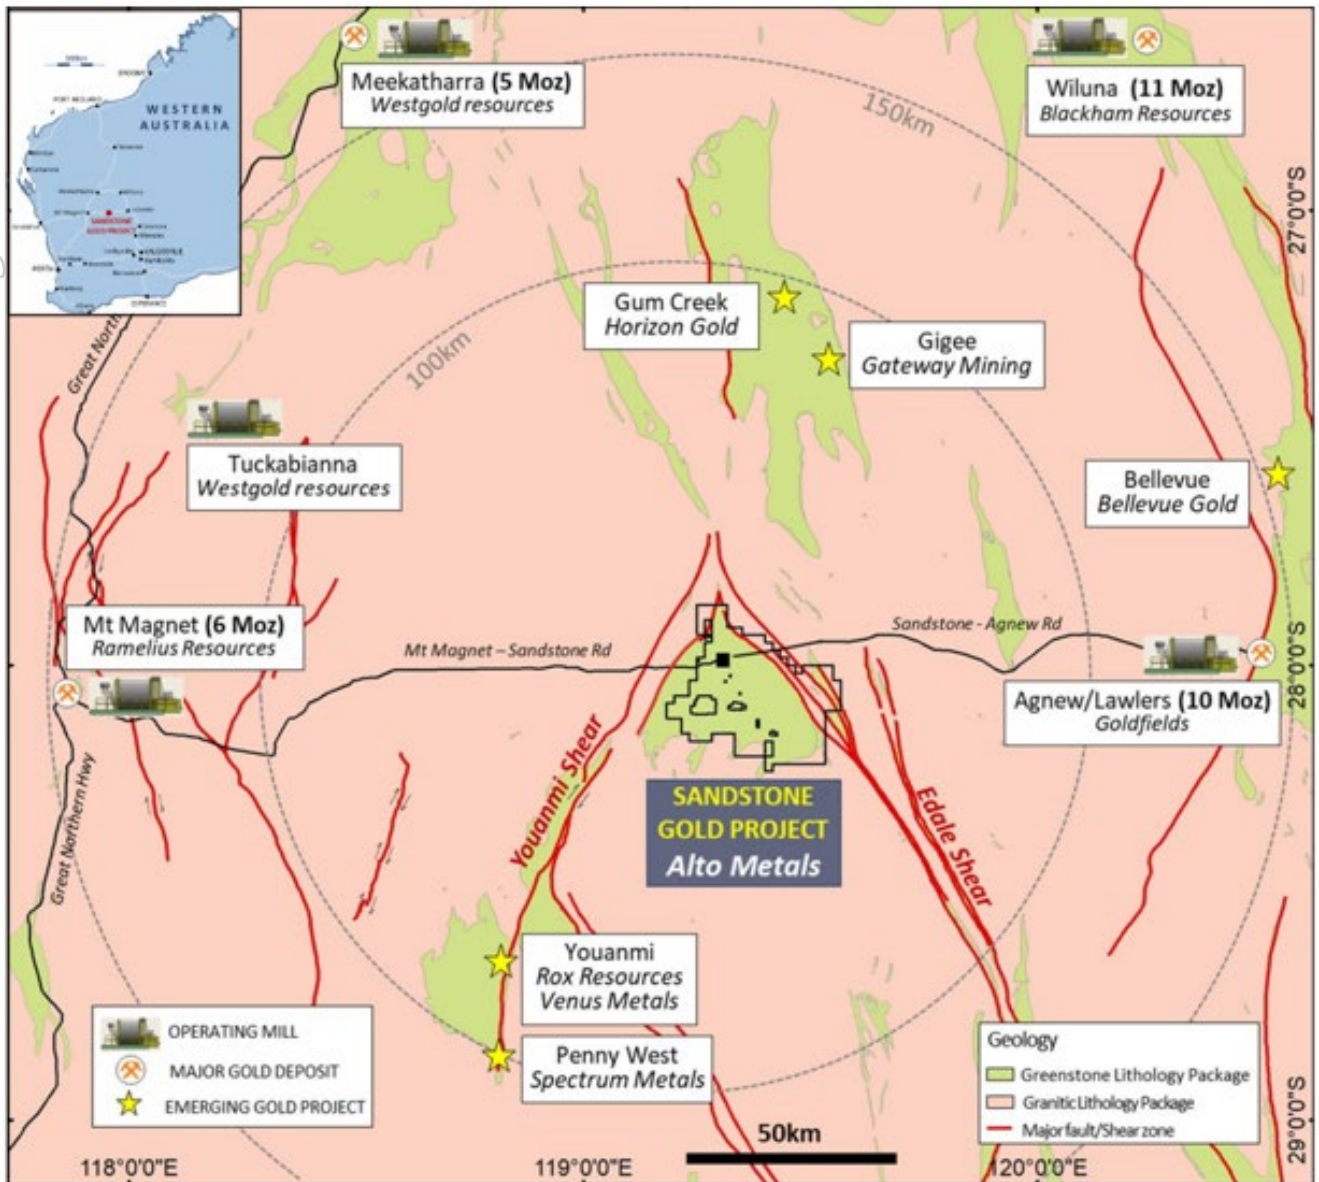 Meekatharra (5 Moz)
Westgold resources
Wiluna (11 Moz)
Blackham Resources
150km
WESTERN
AUSTRALIA
SANDSTONE
GOLD PROJECT
27°0'0"S
Gum Creek
Horizon Gold
Gigee
Gateway Mining
Great North
100km
Tuckabianna
Westgold resources
Bellevue
Bellevue Gold
Mt Magnet (6 Moz)
Ramelius Resources
Mt Magnet – Sandstone Rd
Sandstone - Agnew Rd
28°0'0"S
Agnew/Lawlers (10 Moz)
Goldfields
Great Northern Hwy
Youanmi Shear
Edale Shear
SANDSTONE
GOLD PROJECT
Alto Metals
Youanmi
Rox Resources
Venus Metals
Penny West
Spectrum Metals
OPERATING MILL
MAJOR GOLD DEPOSIT
EMERGING GOLD PROJECT
Geology
Greenstone Lithology Package
Granitic Lithology Package
Major fault/Shear zone
50km
29°0'0"S
118°0'0"E
119°0'0"E
120°0'0"E